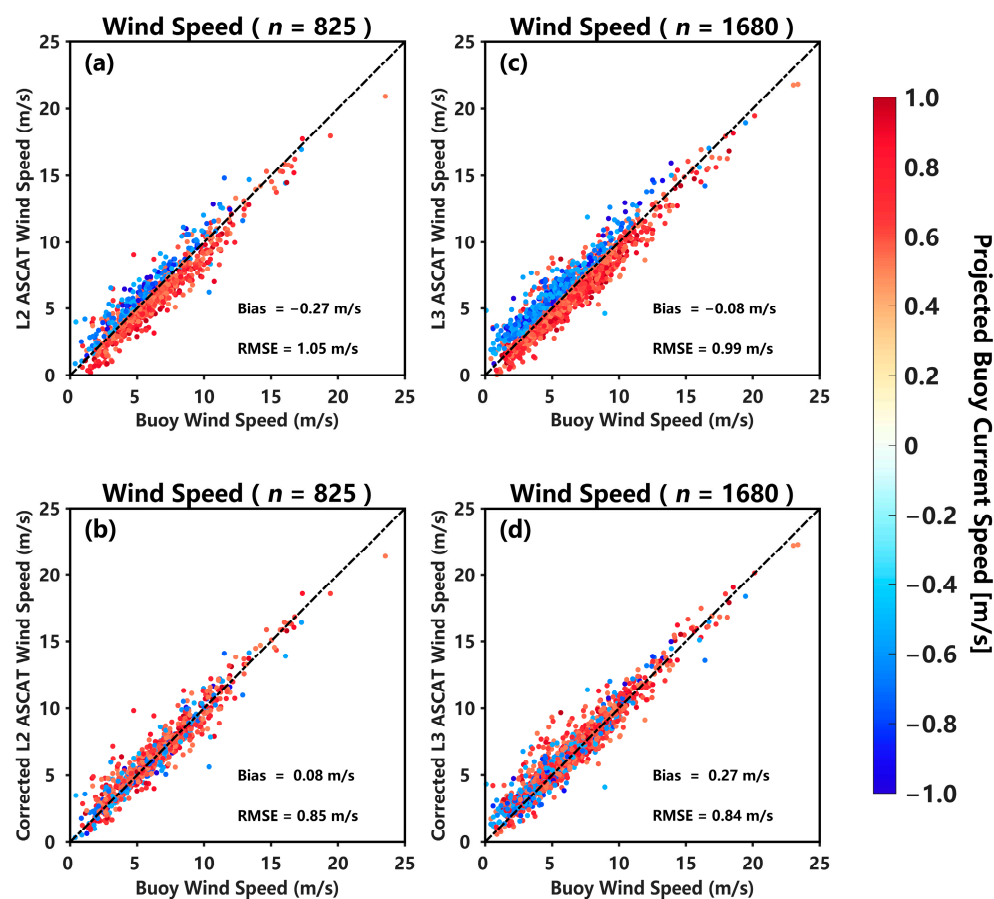 Wind Speed ( n = 825 )
(a)
25
20
15
10
5
0
L2 ASCAT Wind Speed (m/s)
Bias = −0.27 m/s
RMSE = 1.05 m/s
0 5 10 15 20 25
Buoy Wind Speed (m/s)
Wind Speed ( n = 1680 )
(c)
25
20
15
10
5
0
L3 ASCAT Wind Speed (m/s)
Bias = −0.08 m/s
RMSE = 0.99 m/s
0 5 10 15 20 25
Buoy Wind Speed (m/s)
Wind Speed ( n = 825 )
(b)
25
20
15
10
5
0
Corrected L2 ASCAT Wind Speed (m/s)
Bias = 0.08 m/s
RMSE = 0.85 m/s
0 5 10 15 20 25
Buoy Wind Speed (m/s)
Wind Speed ( n = 1680 )
(d)
25
20
15
10
5
0
Corrected L3 ASCAT Wind Speed (m/s)
Bias = 0.27 m/s
RMSE = 0.84 m/s
0 5 10 15 20 25
Buoy Wind Speed (m/s)
1.0
0.8
0.6
0.4
0.2
0
−0.2
−0.4
−0.6
−0.8
−1.0
Projected Buoy Current Speed [m/s]